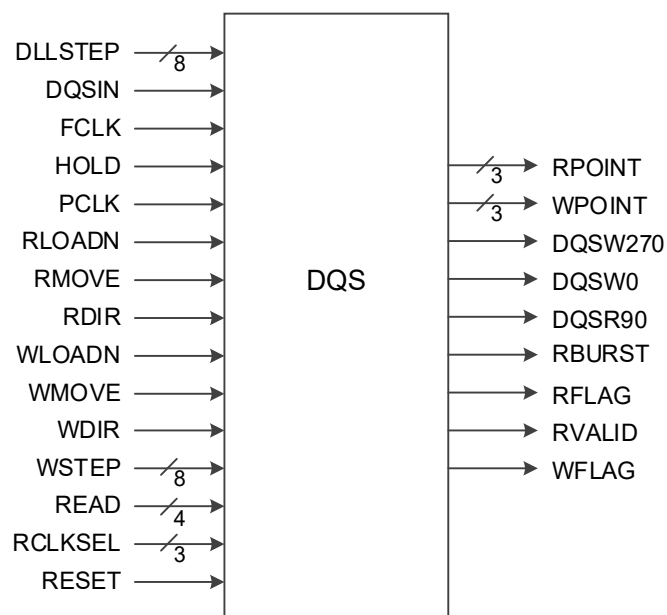 DLLSTEP
8
DQSIN
FCLK
HOLD
PCLK
RLOADN
RMOVE
RDIR
WLOADN
WMOVE
WDIR
WSTEP
8
READ
4
RCLKSEL
3
RESET
DQS
3
RPOINT
3
WPOINT
DQSW270
DQSW0
DQSR90
RBURST
RFLAG
RVALID
WFLAG